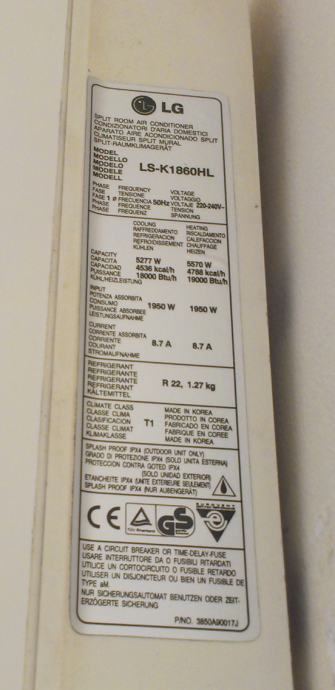 LG
SPLIT ROOM AIR CONDITIONER
CONDIZIONATORI D'ARIA DOMESTICI
APARATO AIRE ACONDICIONADO SPLIT
CLIMATISEUR SPLIT MURAL
SPLIT-RAUMKLIMAGERÄT
MODEL
MODELLO
MODELO LS-K1860HL
MODELE
MODELL
PHASE FREQUENCY VOLTAGE
FASE TENSIONE VOLTAGGIO
FASE 1 ø FRECUENCIA 50Hz VOLTAJE 220-240V~
PHASE FREQUENCE TENSION
PHASE FREQUENZ SPANNUNG
COOLING HEATING
RAFFREDDAMENTO RISCALDAMENTO
REFRIGERACION CALEFACCION
REFROIDISSEMENT CHAUFFAGE
KÜHLEN HEIZEN
CAPACITY
CAPACITA 5277 W 5570 W
CAPACIDAD 4536 kcal/h 4788 kcal/h
PUISSANCE 18000 Btu/h 19000 Btu/h
KÜHLHEIZLEISTUNG
INPUT
POTENZA ASSORBITA
CONSUMO 1950 W 1950 W
PUISSANCE ABSORBEE
LEISTUNGSAUFNAHME
CURRENT
CORRENTE ASSORBITA
CORRIENTE 8.7 A 8.7 A
COURANT
STROMAUFNAHME
REFRIGERANT
REFRIGERANTE
REFRIGERANTE R 22, 1.27 kg
REFRIGERANT
KÄLTEMITTEL
CLIMATE CLASS MADE IN KOREA
CLASSE CLIMA PRODOTTO IN COREA
CLASIFICACION T1 FABRICADO EN COREA
CLASSE CLIMAT FABRIQUE EN COREE
KLIMAKLASSE MADE IN KOREA
SPLASH PROOF IPX4 (OUTDOOR UNIT ONLY)
GRADO DI PROTEZIONE IPX4 (SOLO UNITA ESTERNA)
PROTECCION CONTRA GOTEO IPX4
(SOLO UNIDAD EXTERIOR)
ETANCHEITE IPX4 (UNITE EXTERIEURE SEULEMENT)
SPLASH PROOF IPX4 (NUR AUßENGERÄT)
CE
GS
USE A CIRCUIT BREAKER OR TIME-DELAY-FUSE
USARE INTERRUTTORE DA O FUSIBILI RITARDATI
UTILICE UN CORTOCIRCUITO O FUSIBLE RETARDO
UTILISER UN DISJONCTEUR OU BIEN UN FUSIBLE DE
TYPE aM.
NUR SICHERUNGSAUTOMAT BENUTZEN ODER ZEIT-
ERZÖGERTE SICHERUNG
P/NO. 3850A90017J